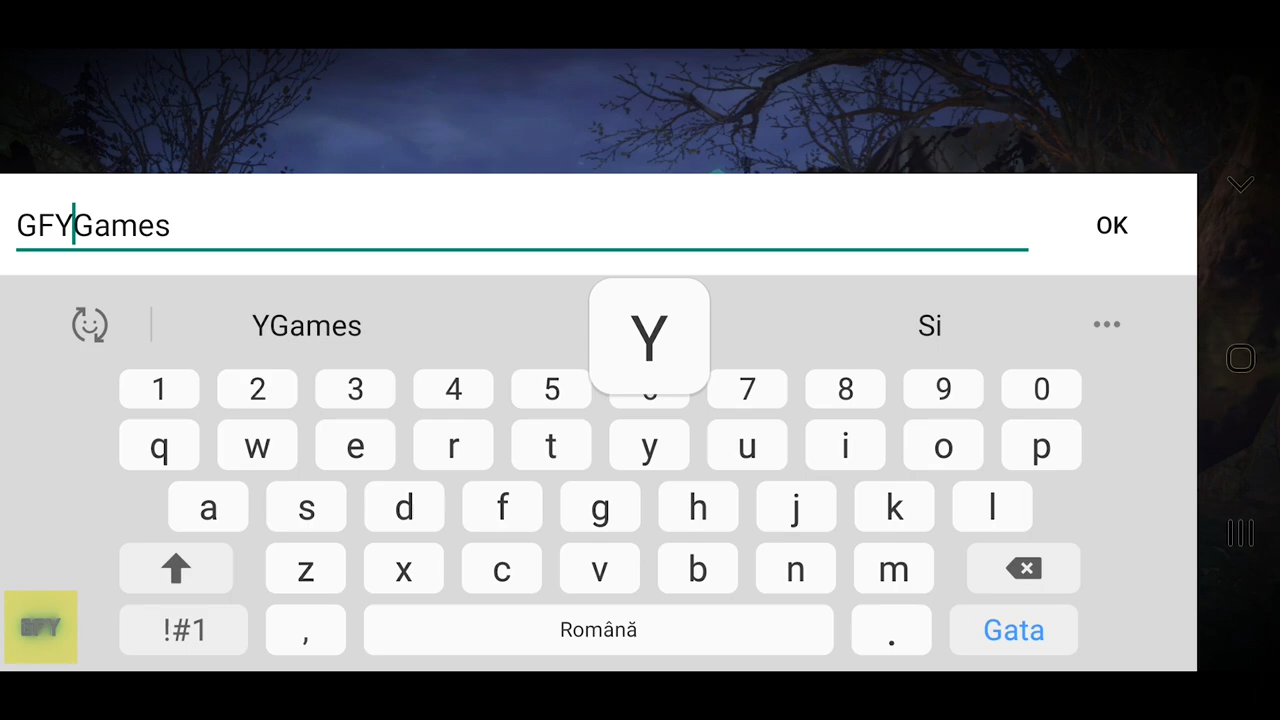 GFYGames
OK
YGames
Y
Si
1 2 3 4 5 7 8 9 0
q w e r t y u i o p
a s d f g h j k l
z x c v b n m
!#1 , Română . Gata
GFY